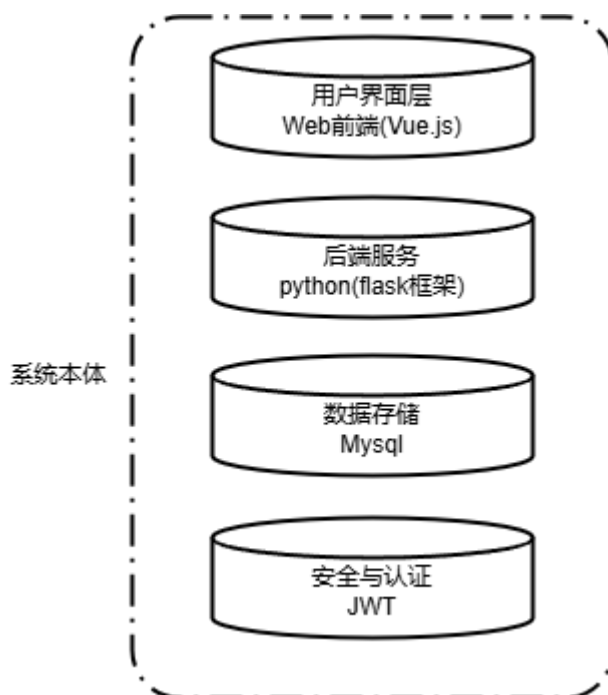 用户界面层
Web前端(Vue.js)
后端服务
python(flask框架)
系统本体
数据存储
Mysql
安全与认证
JWT